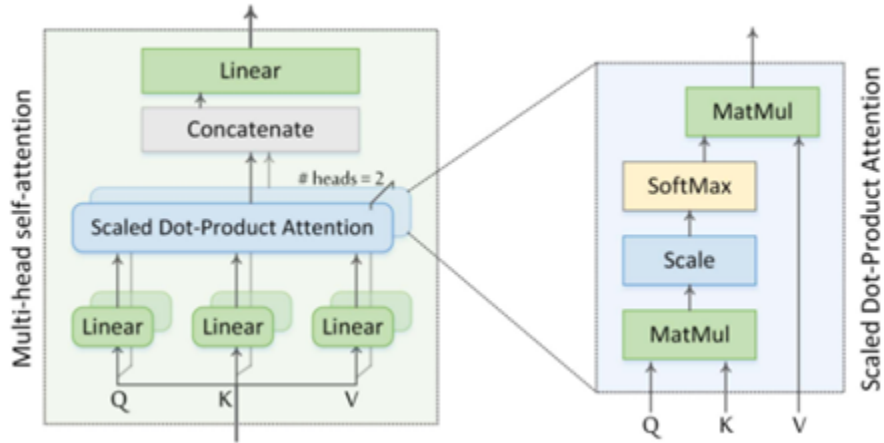 Multi-head self-attention
Linear
Concatenate
# heads = 2
Scaled Dot-Product Attention
Linear
Linear
Linear
Q
K
V
MatMul
SoftMax
Scale
MatMul
Q
K
V
Scaled Dot-Product Attention